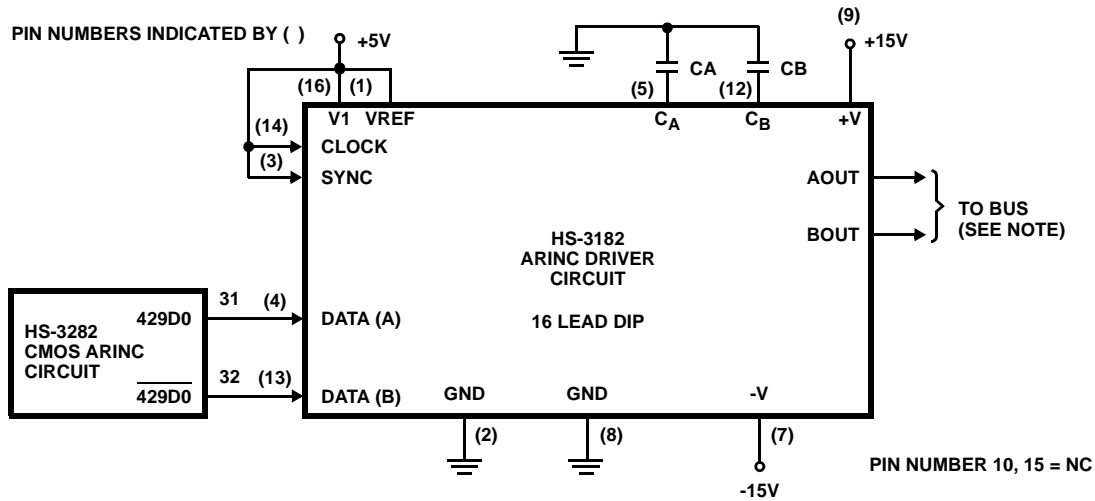 PIN NUMBERS INDICATED BY ( )
+5V
(9)
+15V
CA
CB
(16) (1)
(5)
(12)
V1 VREF
CA
CB
+V
(14)
CLOCK
(3)
SYNC
AOUT
BOUT
TO BUS
(SEE NOTE)
HS-3182
ARINC DRIVER
CIRCUIT
16 LEAD DIP
HS-3282
CMOS ARINC
CIRCUIT
429D0
31 (4)
DATA (A)
429D0
32 (13)
DATA (B)
GND
GND
-V
(2)
(8)
(7)
-15V
PIN NUMBER 10, 15 = NC